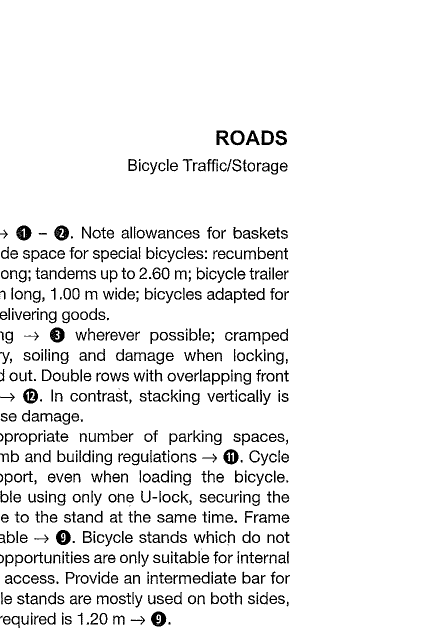 ROADS
Bicycle Traffic/Storage
→ ❶ – ❷. Note allowances for baskets
de space for special bicycles: recumbent
ong; tandems up to 2.60 m; bicycle trailer
long, 1.00 m wide; bicycles adapted for
elivering goods.
ng → ❸ wherever possible; cramped
ry, soiling and damage when locking,
d out. Double rows with overlapping front
→ ⓬. In contrast, stacking vertically is
se damage.
ppropriate number of parking spaces,
mb and building regulations → ⓫. Cycle
pport, even when loading the bicycle.
ble using only one U-lock, securing the
e to the stand at the same time. Frame
able → ❾. Bicycle stands which do not
opportunities are only suitable for internal
access. Provide an intermediate bar for
le stands are mostly used on both sides,
required is 1.20 m → ❾.